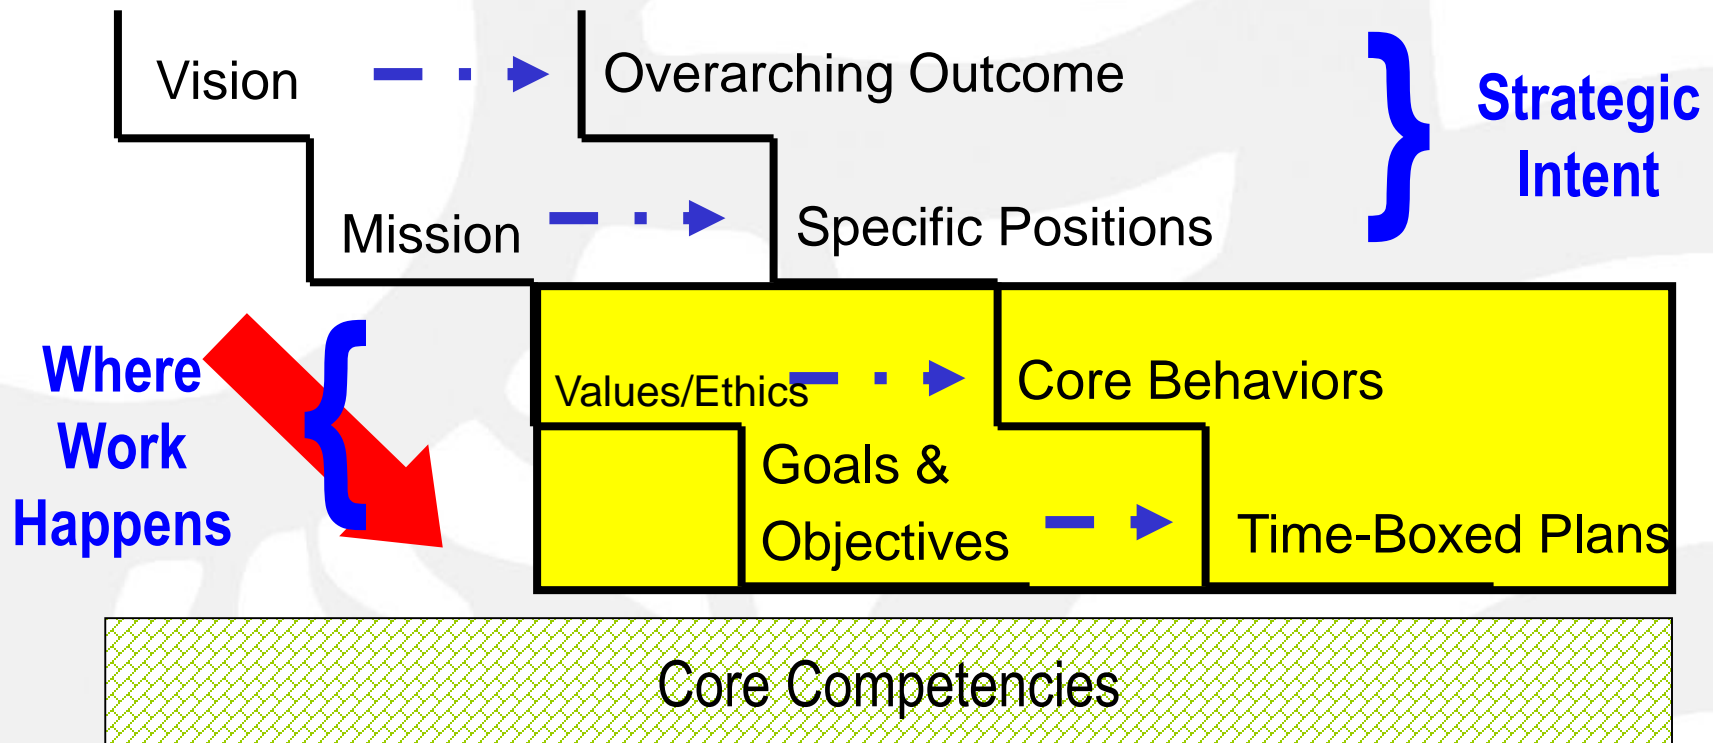 Vision
Overarching Outcome
Strategic
Intent
Mission
Specific Positions
Where
Work
Happens
Values/Ethics
Core Behaviors
Goals &
Objectives
Time-Boxed Plans
Core Competencies